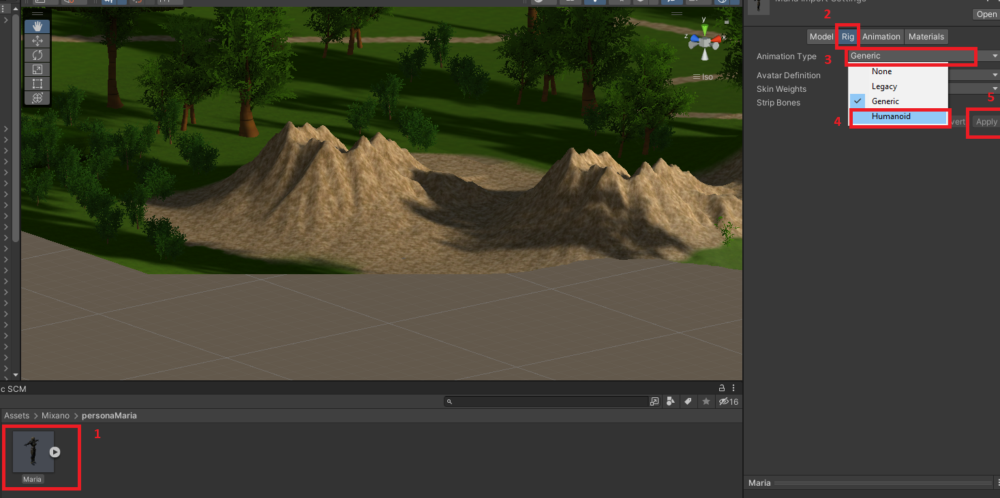 Maria Import Settings
2
Open
y
z
x
Model
Rig
Animation
Materials
Animation Type
3
Generic
None
Iso
Avatar Definition
Legacy
Skin Weights
Strip Bones
Generic
5
4
Humanoid
vert
Apply
c SCM
16
Assets > Mixano > personaMaria
1
Maria
Maria